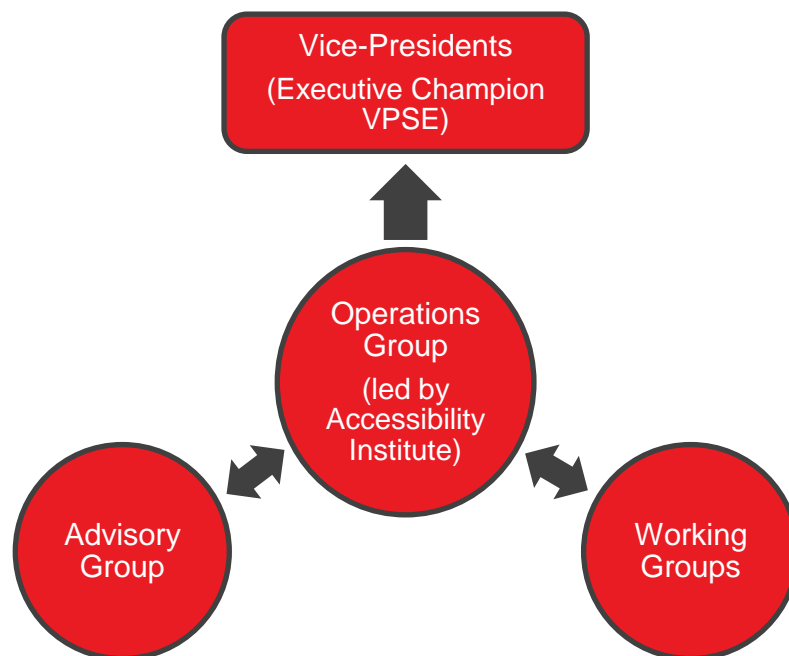 Vice-Presidents
(Executive Champion
VPSE)
Operations
Group
(led by
Accessibility
Institute)
Advisory
Group
Working
Groups